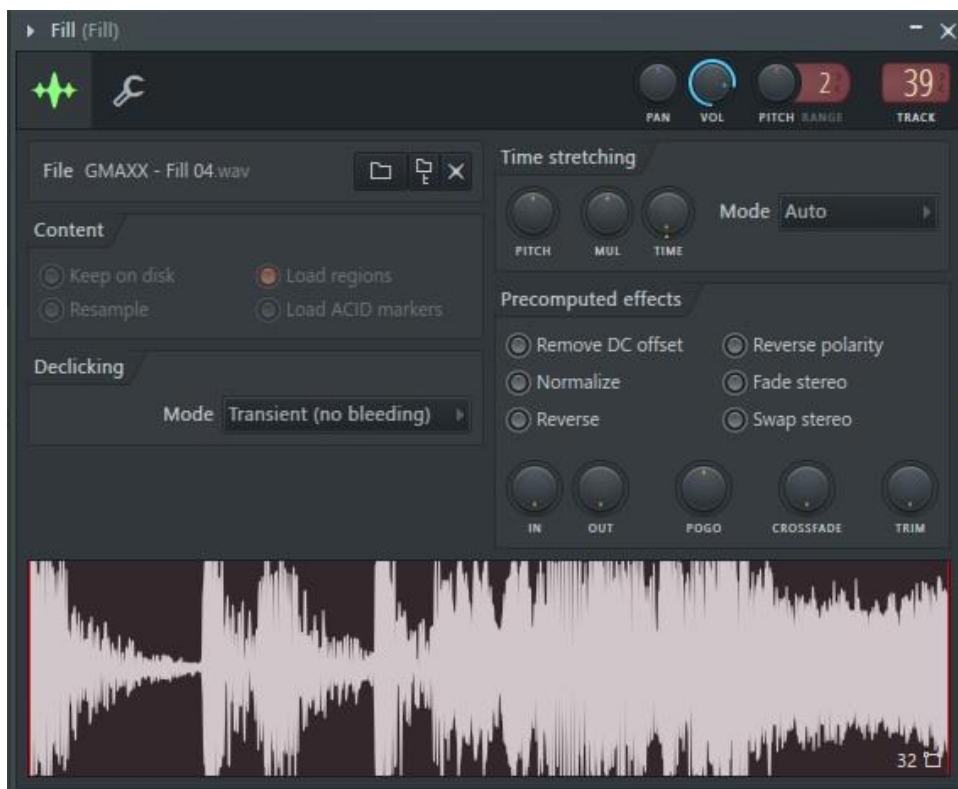 Fill (Fill)
2
39
PAN
VOL
PITCH RANGE
TRACK
File GMAXX - Fill 04.wav
Time stretching
PITCH
MUL
TIME
Mode Auto
Content
Keep on disk
Load regions
Resample
Load ACID markers
Declicking
Mode Transient (no bleeding)
Precomputed effects
Remove DC offset
Reverse polarity
Normalize
Fade stereo
Reverse
Swap stereo
IN
OUT
POGO
CROSSFADE
TRIM
32